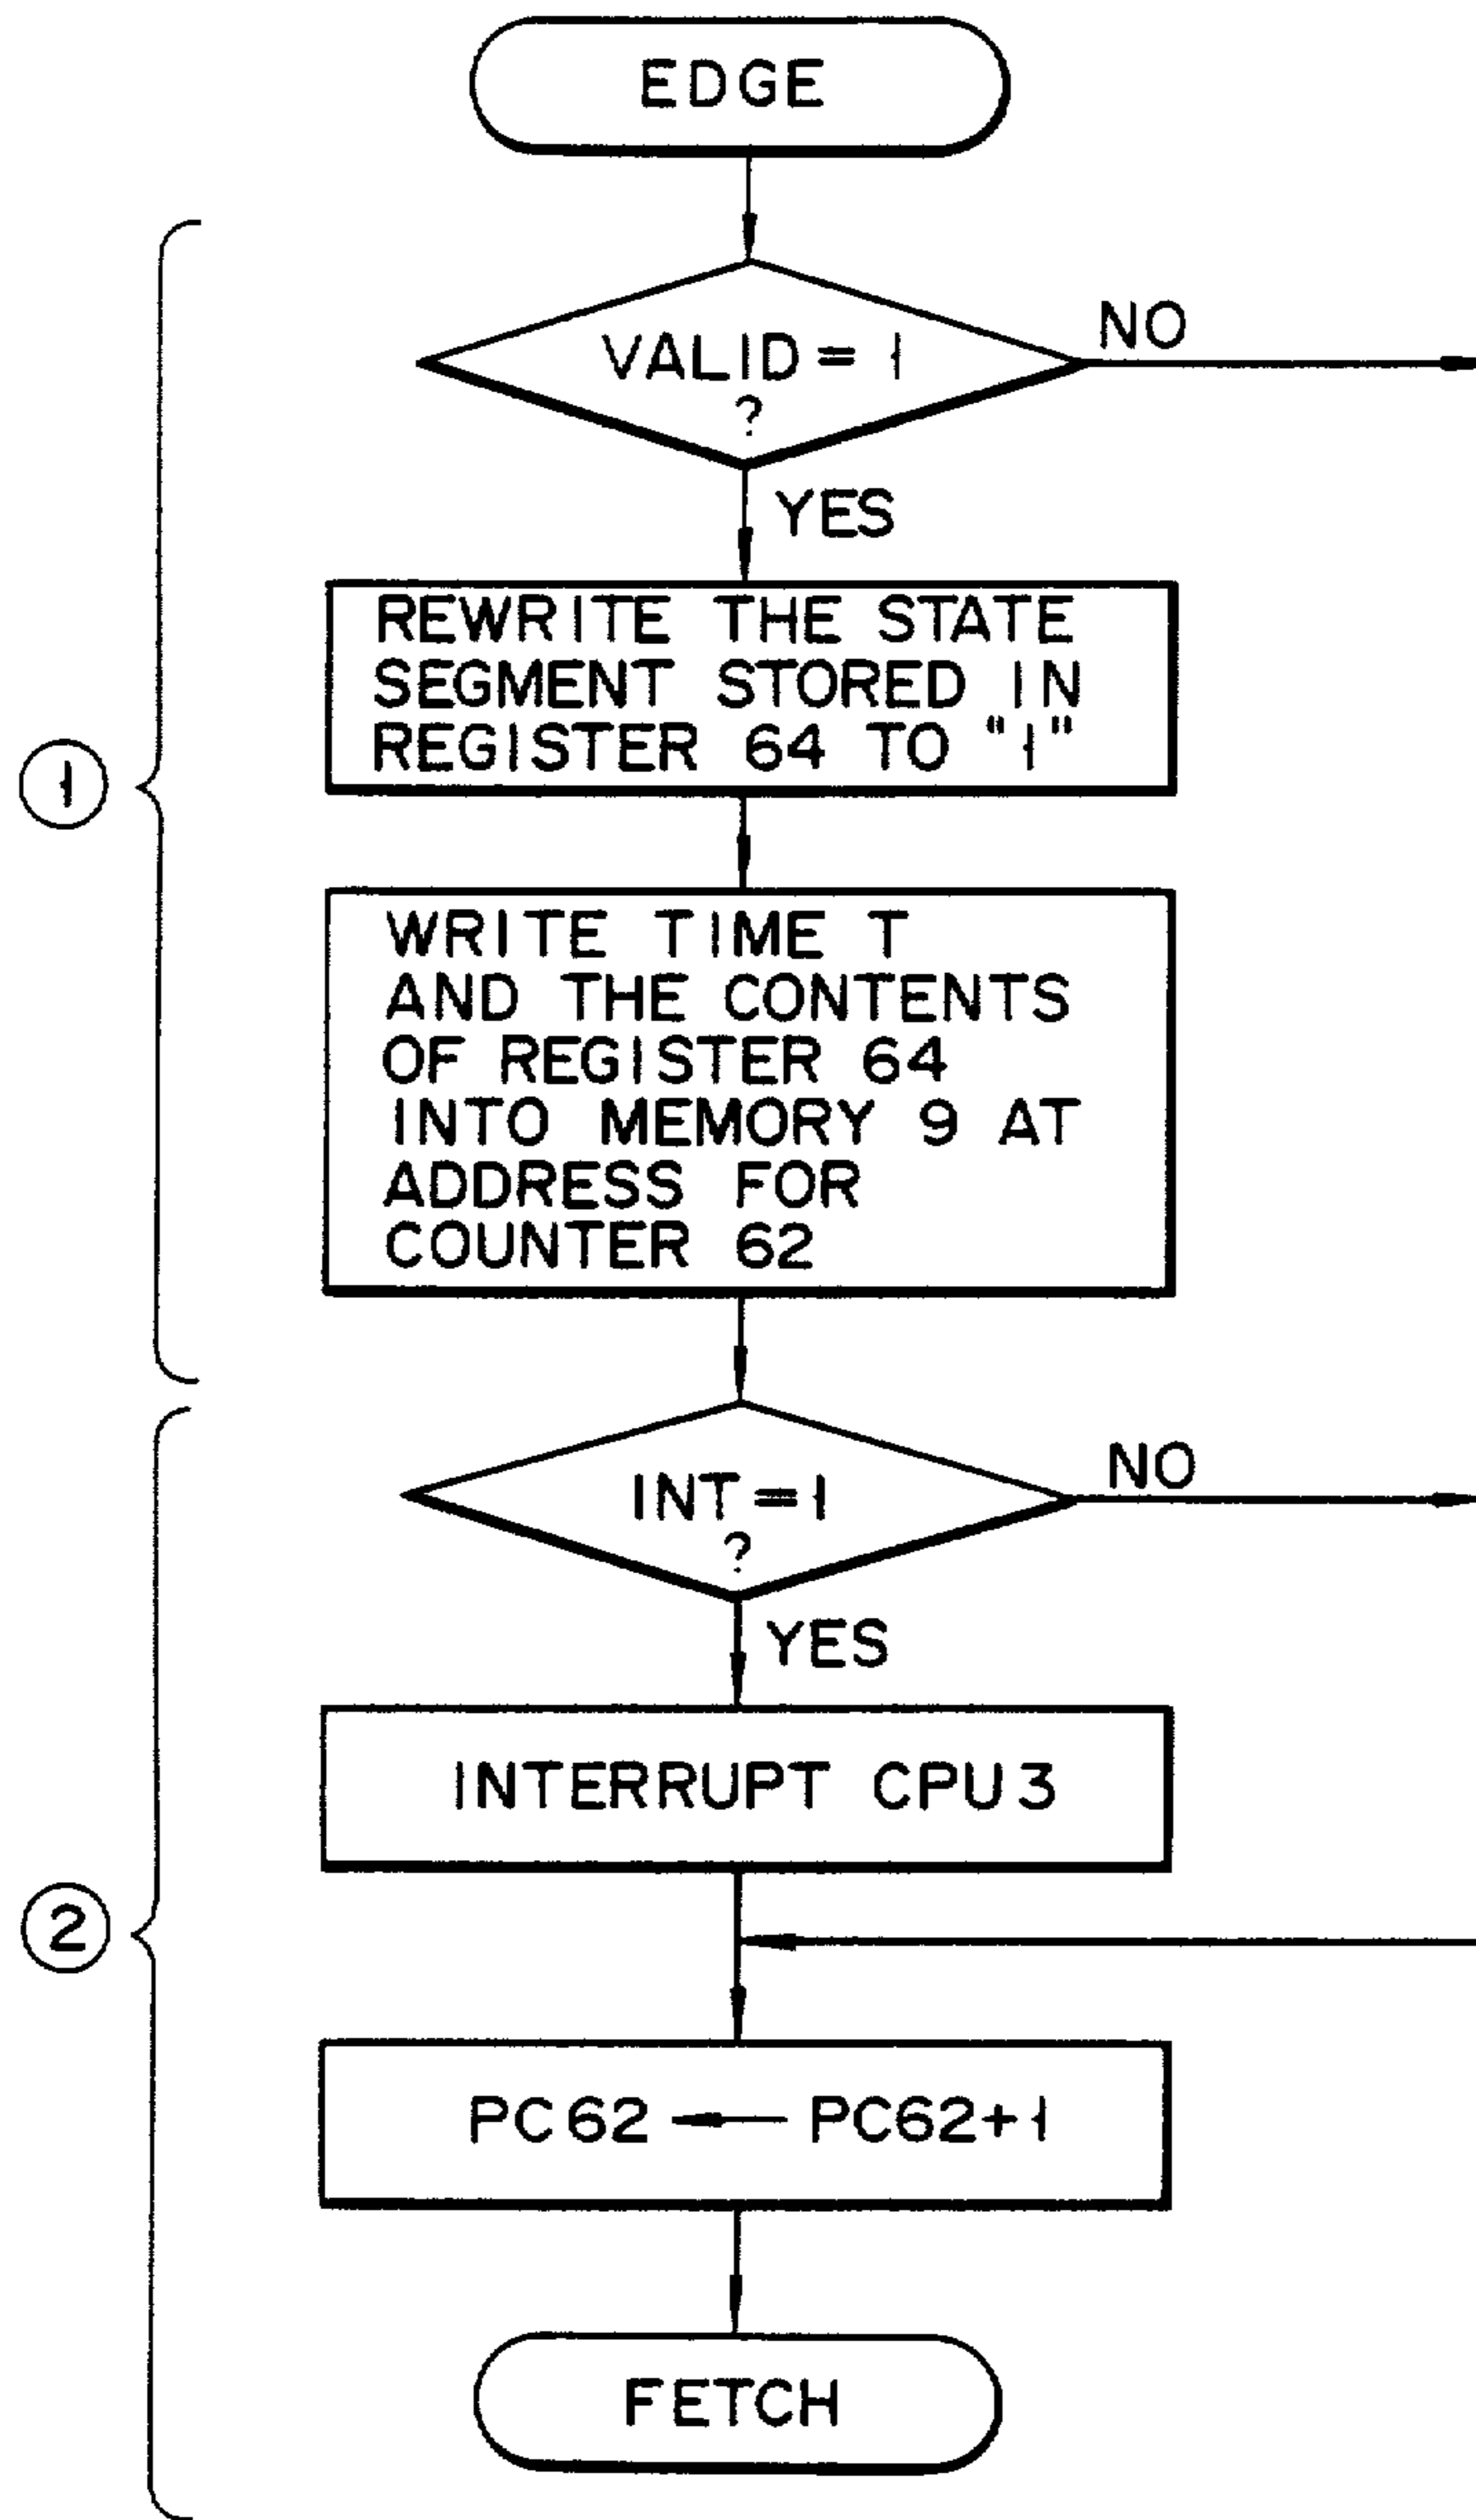 EDGE
VALID=1
?
NO
YES
REWRITE THE STATE
SEGMENT STORED IN
REGISTER 64 TO "1"
1
WRITE TIME T
AND THE CONTENTS
OF REGISTER 64
INTO MEMORY 9 AT
ADDRESS FOR
COUNTER 62
INT=1
?
NO
YES
INTERRUPT CPU3
2
PC62 ← PC62+1
FETCH